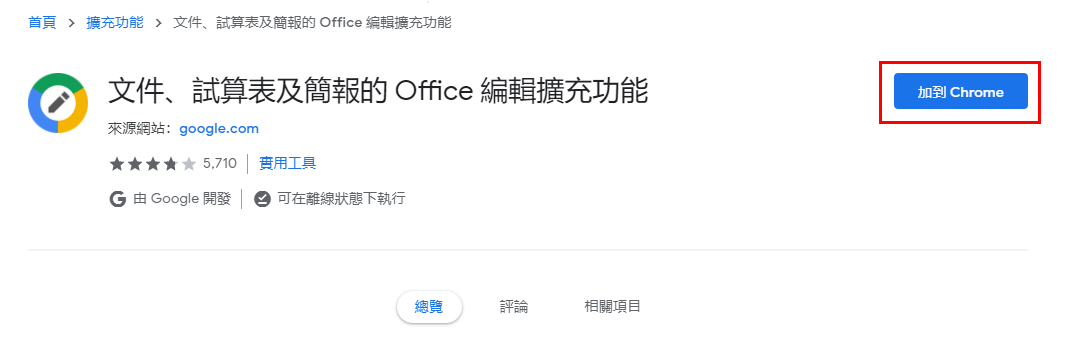 首頁 > 擴充功能 > 文件、試算表及簡報的 Office 編輯擴充功能
文件、試算表及簡報的 Office 編輯擴充功能
加到 Chrome
來源網站： google.com
5,710 實用工具
由 Google 開發 可在離線狀態下執行
總覽 評論 相關項目